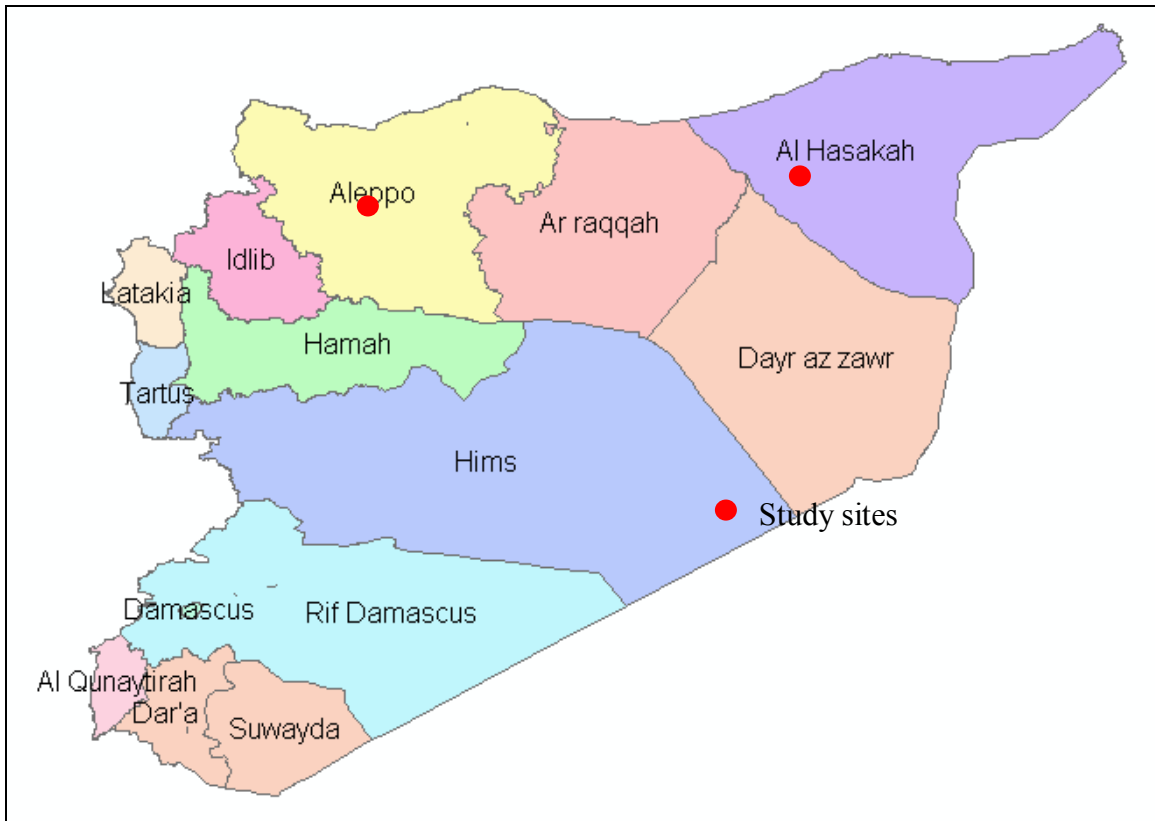 Al Hasakah
Aleppo
Ar raqqah
Idlib
Latakia
Hamah
Dayr az zawr
Tartus
Hims
Study sites
Damascus
Rif Damascus
Al Qunaytirah
Dar'a
Suwayda